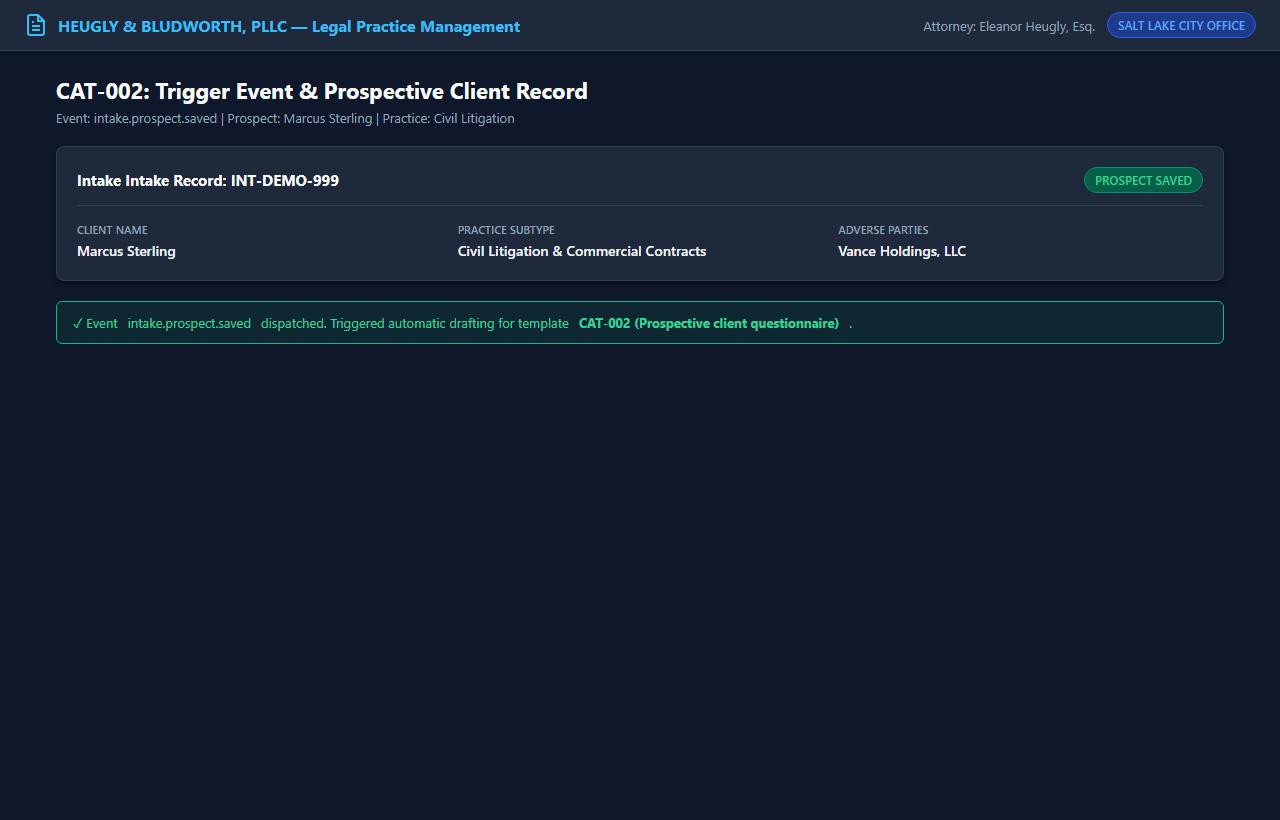 HEUGLY & BLUDWORTH, PLLC — Legal Practice Management
Attorney: Eleanor Heugly, Esq.
SALT LAKE CITY OFFICE
CAT-002: Trigger Event & Prospective Client Record
Event: intake.prospect.saved | Prospect: Marcus Sterling | Practice: Civil Litigation
Intake Intake Record: INT-DEMO-999
PROSPECT SAVED
CLIENT NAME
Marcus Sterling
PRACTICE SUBTYPE
Civil Litigation & Commercial Contracts
ADVERSE PARTIES
Vance Holdings, LLC
✓ Event intake.prospect.saved dispatched. Triggered automatic drafting for template CAT-002 (Prospective client questionnaire) .